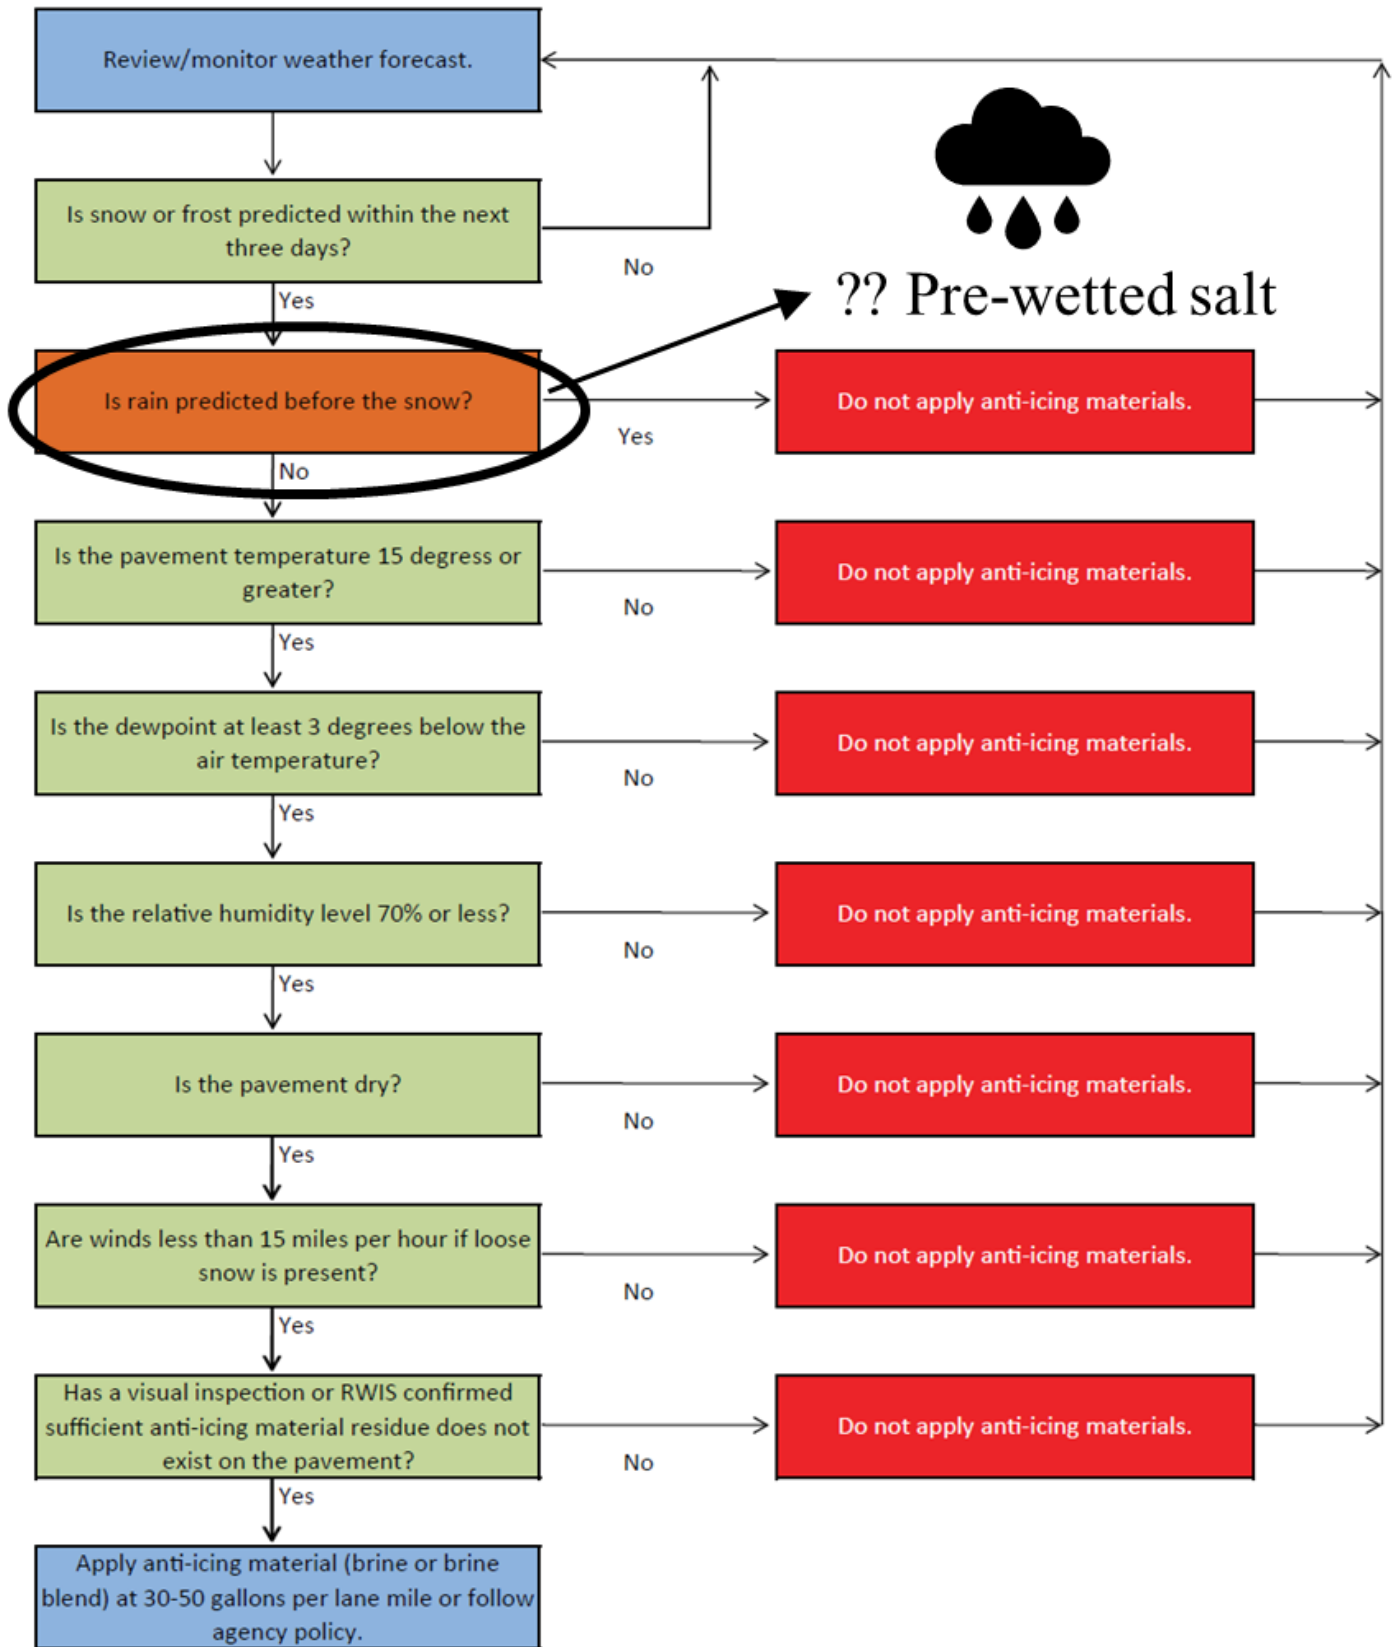 Review/monitor weather forecast.
Is snow or frost predicted within the next
three days?
No
Yes
?? Pre-wetted salt
Is rain predicted before the snow?
Do not apply anti-icing materials.
Yes
No
Is the pavement temperature 15 degress or
greater?
Do not apply anti-icing materials.
No
Yes
Is the dewpoint at least 3 degrees below the
air temperature?
Do not apply anti-icing materials.
No
Yes
Is the relative humidity level 70% or less?
Do not apply anti-icing materials.
No
Yes
Is the pavement dry?
Do not apply anti-icing materials.
No
Yes
Are winds less than 15 miles per hour if loose
snow is present?
Do not apply anti-icing materials.
No
Yes
Has a visual inspection or RWIS confirmed
sufficient anti-icing material residue does not
exist on the pavement?
Do not apply anti-icing materials.
No
Yes
Apply anti-icing material (brine or brine
blend) at 30-50 gallons per lane mile or follow
agency policy.